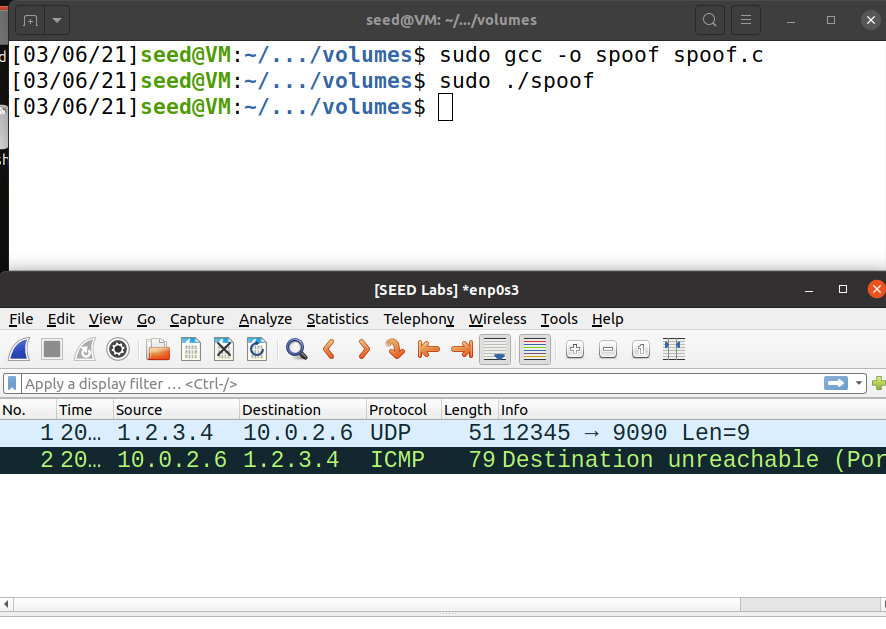 seed@VM: ~/.../volumes
[03/06/21]seed@VM:~/.../volumes$ sudo gcc -o spoof spoof.c
[03/06/21]seed@VM:~/.../volumes$ sudo ./spoof
[03/06/21]seed@VM:~/.../volumes$
[SEED Labs] *enp0s3
File Edit View Go Capture Analyze Statistics Telephony Wireless Tools Help
Apply a display filter … <Ctrl-/>
No. Time Source Destination Protocol Length Info
1 20… 1.2.3.4 10.0.2.6 UDP 51 12345 → 9090 Len=9
2 20… 10.0.2.6 1.2.3.4 ICMP 79 Destination unreachable (Por